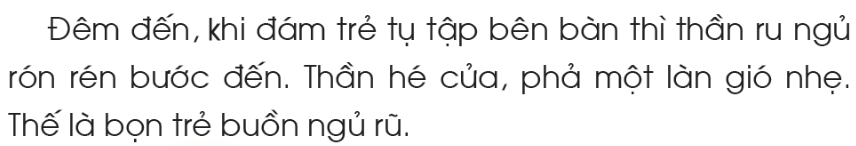 Đêm đến, khi đám trẻ tụ tập bên bàn thì thần ru ngủ
rón rén bước đến. Thần hé cửa, phả một làn gió nhẹ.
Thế là bọn trẻ buồn ngủ rũ.